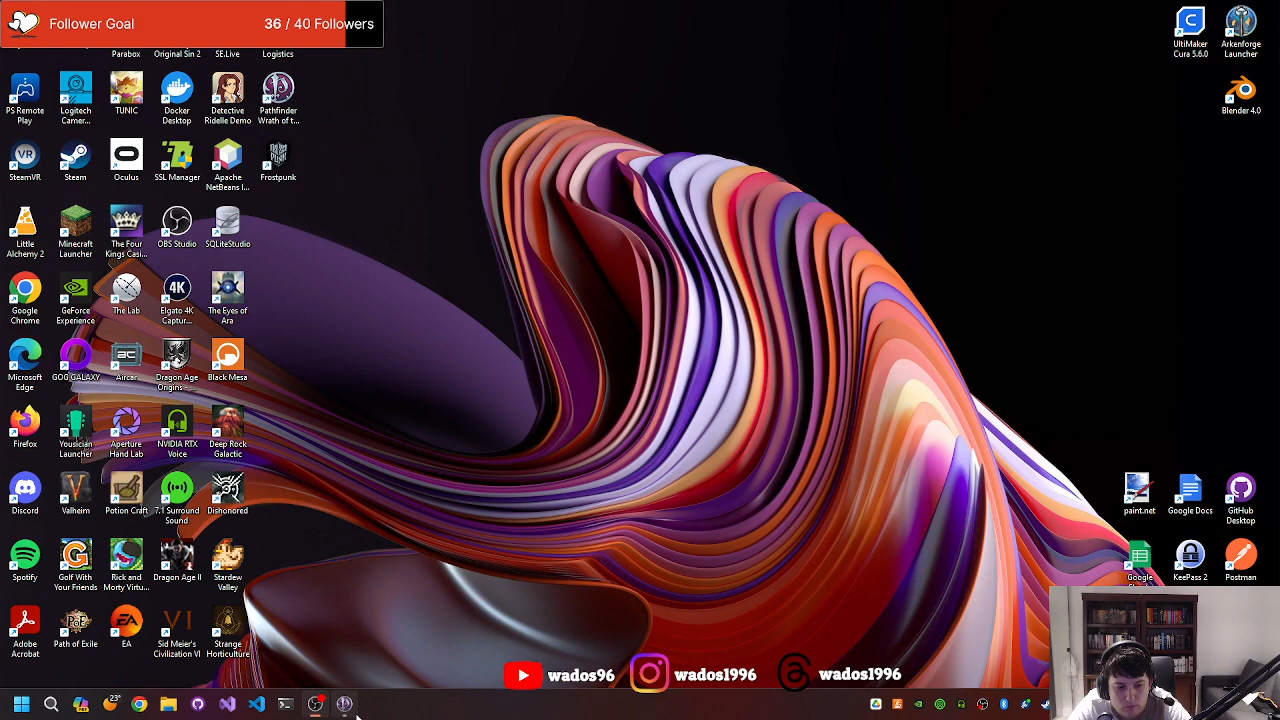 Follower Goal 36 / 40 Followers
Parabox
Original Sin 2
SE.Live
Logistics
UltiMaker
Cura 5.6.0
Arkenforge
Launcher
PS Remote
Play
Logitech
Camer...
TUNIC
Docker
Desktop
Detective
Ridelle Demo
Pathfinder
Wrath of t...
Blender 4.0
SteamVR
Steam
Oculus
SSL Manager
Apache
NetBeans I...
Frostpunk
Little
Alchemy 2
Minecraft
Launcher
The Four
Kings Casi...
OBS Studio
SQLiteStudio
Google
Chrome
GeForce
Experience
The Lab
4K
Elgato 4K
Captur...
The Eyes of
Ara
Microsoft
Edge
GOG GALAXY
Aircar
Dragon Age
Origins -...
Black Mesa
Firefox
Yousician
Launcher
Aperture
Hand Lab
NVIDIA RTX
Voice
Deep Rock
Galactic
Discord
Valheim
Potion Craft
7.1 Surround
Sound
Dishonored
paint.net
Google Docs
GitHub
Desktop
Spotify
Golf With
Your Friends
Rick and
Morty Virtu...
Dragon Age II
Stardew
Valley
Google
KeePass 2
Postman
Adobe
Acrobat
Path of Exile
EA
EA
VI
Sid Meier's
Civilization VI
Strange
Horticulture
wados96 wados1996 wados1996
23°